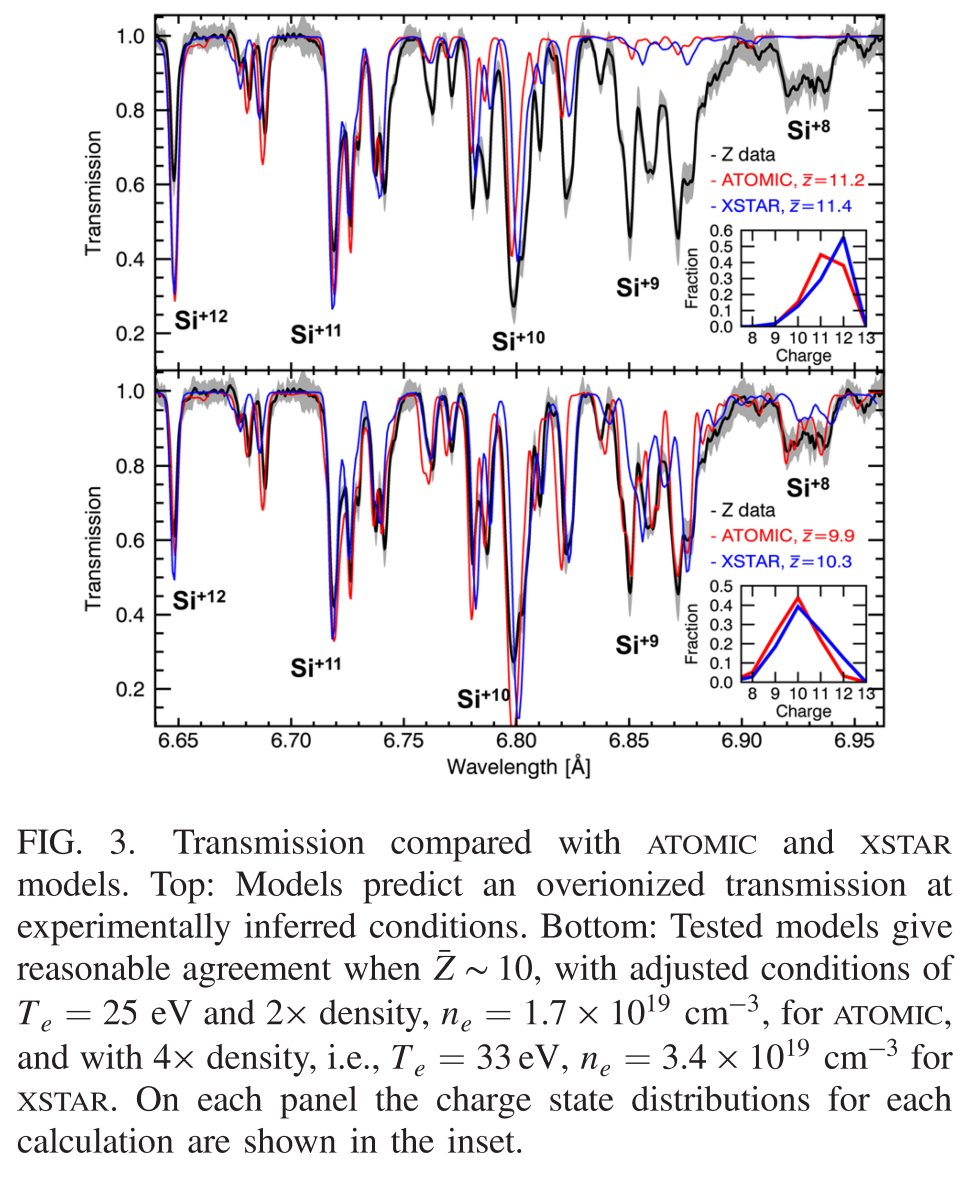 1.0
0.8
0.6
0.4
0.2
Transmission
Si+12
Si+11
Si+10
Si+9
Si+8
- Z data
- ATOMIC, z̄=11.2
- XSTAR, z̄=11.4
0.6
0.5
0.4
0.3
0.2
0.1
0.0
Fraction
8 9 10 11 12 13
Charge
1.0
0.8
0.6
0.4
0.2
Transmission
Si+12
Si+11
Si+10
Si+9
Si+8
- Z data
- ATOMIC, z̄=9.9
- XSTAR, z̄=10.3
0.5
0.4
0.3
0.2
0.1
0.0
Fraction
8 9 10 11 12 13
Charge
6.65 6.70 6.75 6.80 6.85 6.90 6.95
Wavelength [Å]
FIG. 3. Transmission compared with ATOMIC and XSTAR
models. Top: Models predict an overionized transmission at
experimentally inferred conditions. Bottom: Tested models give
reasonable agreement when Z̄ ∼ 10, with adjusted conditions of
Te = 25 eV and 2× density, ne = 1.7 × 10¹⁹ cm⁻³, for ATOMIC,
and with 4× density, i.e., Te = 33 eV, ne = 3.4 × 10¹⁹ cm⁻³ for
XSTAR. On each panel the charge state distributions for each
calculation are shown in the inset.